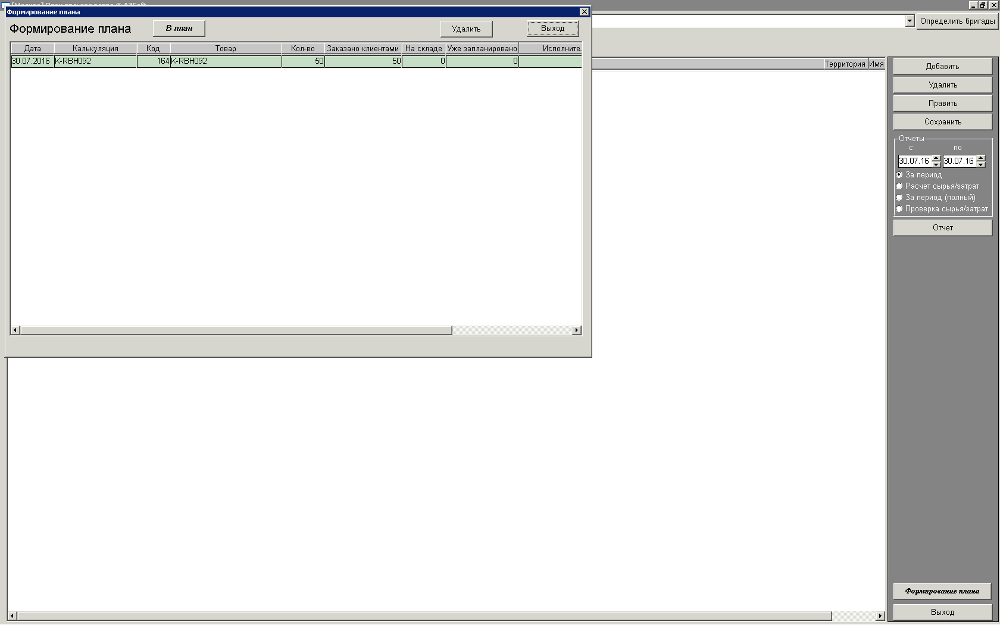 Формирование плана
Формирование плана
В план
Удалить
Выход
Определить бригады
Дата Калькуляция Код Товар Кол-во Заказано клиентами На складе Уже запланировано Исполните
30.07.2016 K-RBH092 164 K-RBH092 50 50 0 0
Территория Имя
Добавить
Удалить
Править
Сохранить
Отчеты
с по
30.07.16 30.07.16
За период
Расчет сырья/затрат
За период (полный)
Проверка сырья/затрат
Отчет
Формирование плана
Выход